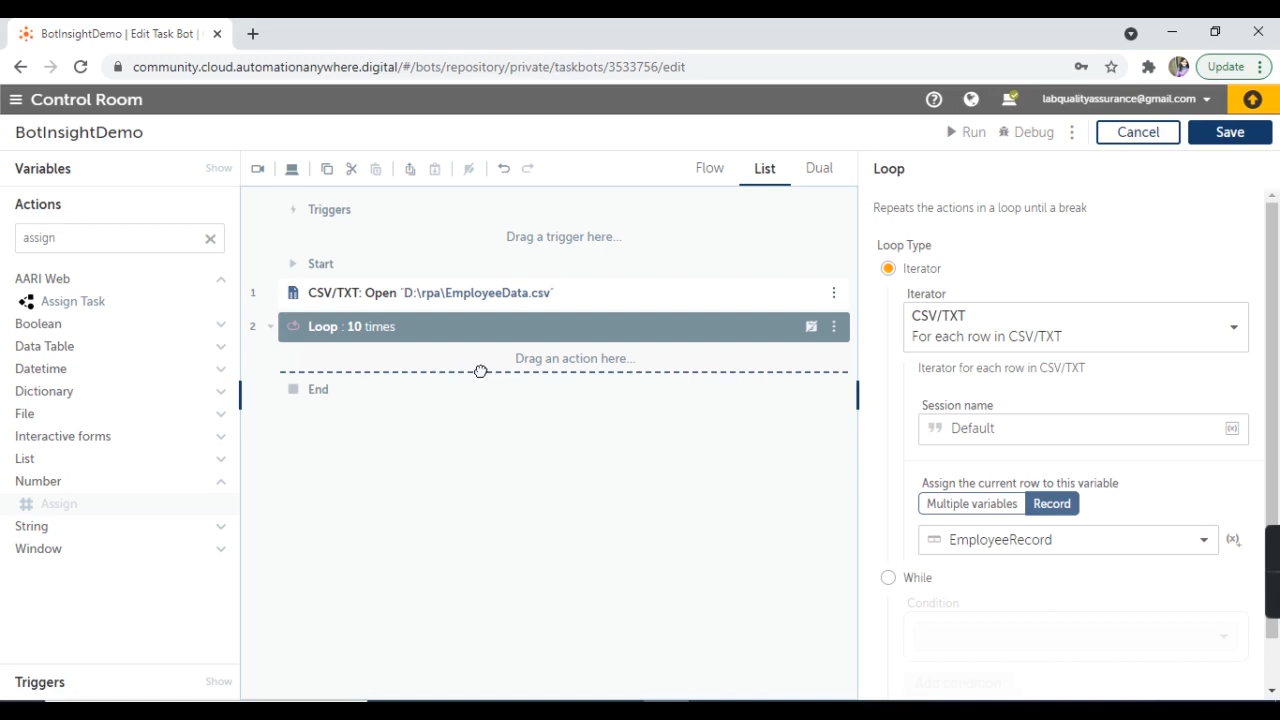 BotInsightDemo | Edit Task Bot |
community.cloud.automationanywhere.digital/#/bots/repository/private/taskbots/3533756/edit
Update
Control Room
labqualityassurance@gmail.com
BotInsightDemo
Run
Debug
Cancel
Save
Variables
Show
Flow
List
Dual
Loop
Actions
assign
AARI Web
Assign Task
Boolean
Data Table
Datetime
Dictionary
File
Interactive forms
List
Number
Assign
String
Window
Triggers
Show
Triggers
Drag a trigger here...
Start
1 CSV/TXT: Open "D:\rpa\EmployeeData.csv"
2 Loop : 10 times
Drag an action here...
End
Repeats the actions in a loop until a break
Loop Type
Iterator
Iterator
CSV/TXT
For each row in CSV/TXT
Iterator for each row in CSV/TXT
Session name
Default
(x)
Assign the current row to this variable
Multiple variables
Record
EmployeeRecord
(x)+
While
Condition
Add condition